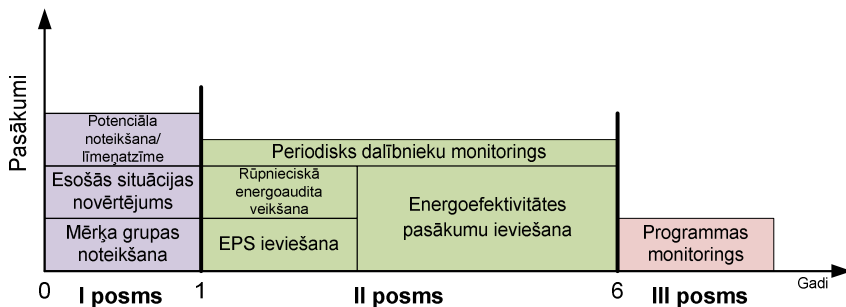 Pasākumi
Potenciāla
noteikšana/
līmeņatzīme
Esošās situācijas
novērtējums
Mērķa grupas
noteikšana
Periodisks dalībnieku monitorings
Rūpnieciskā
energoaudita
veikšana
EPS ieviešana
Energoefektivitātes
pasākumu ieviešana
Programmas
monitorings
0
I posms
1
II posms
6
III posms
Gadi